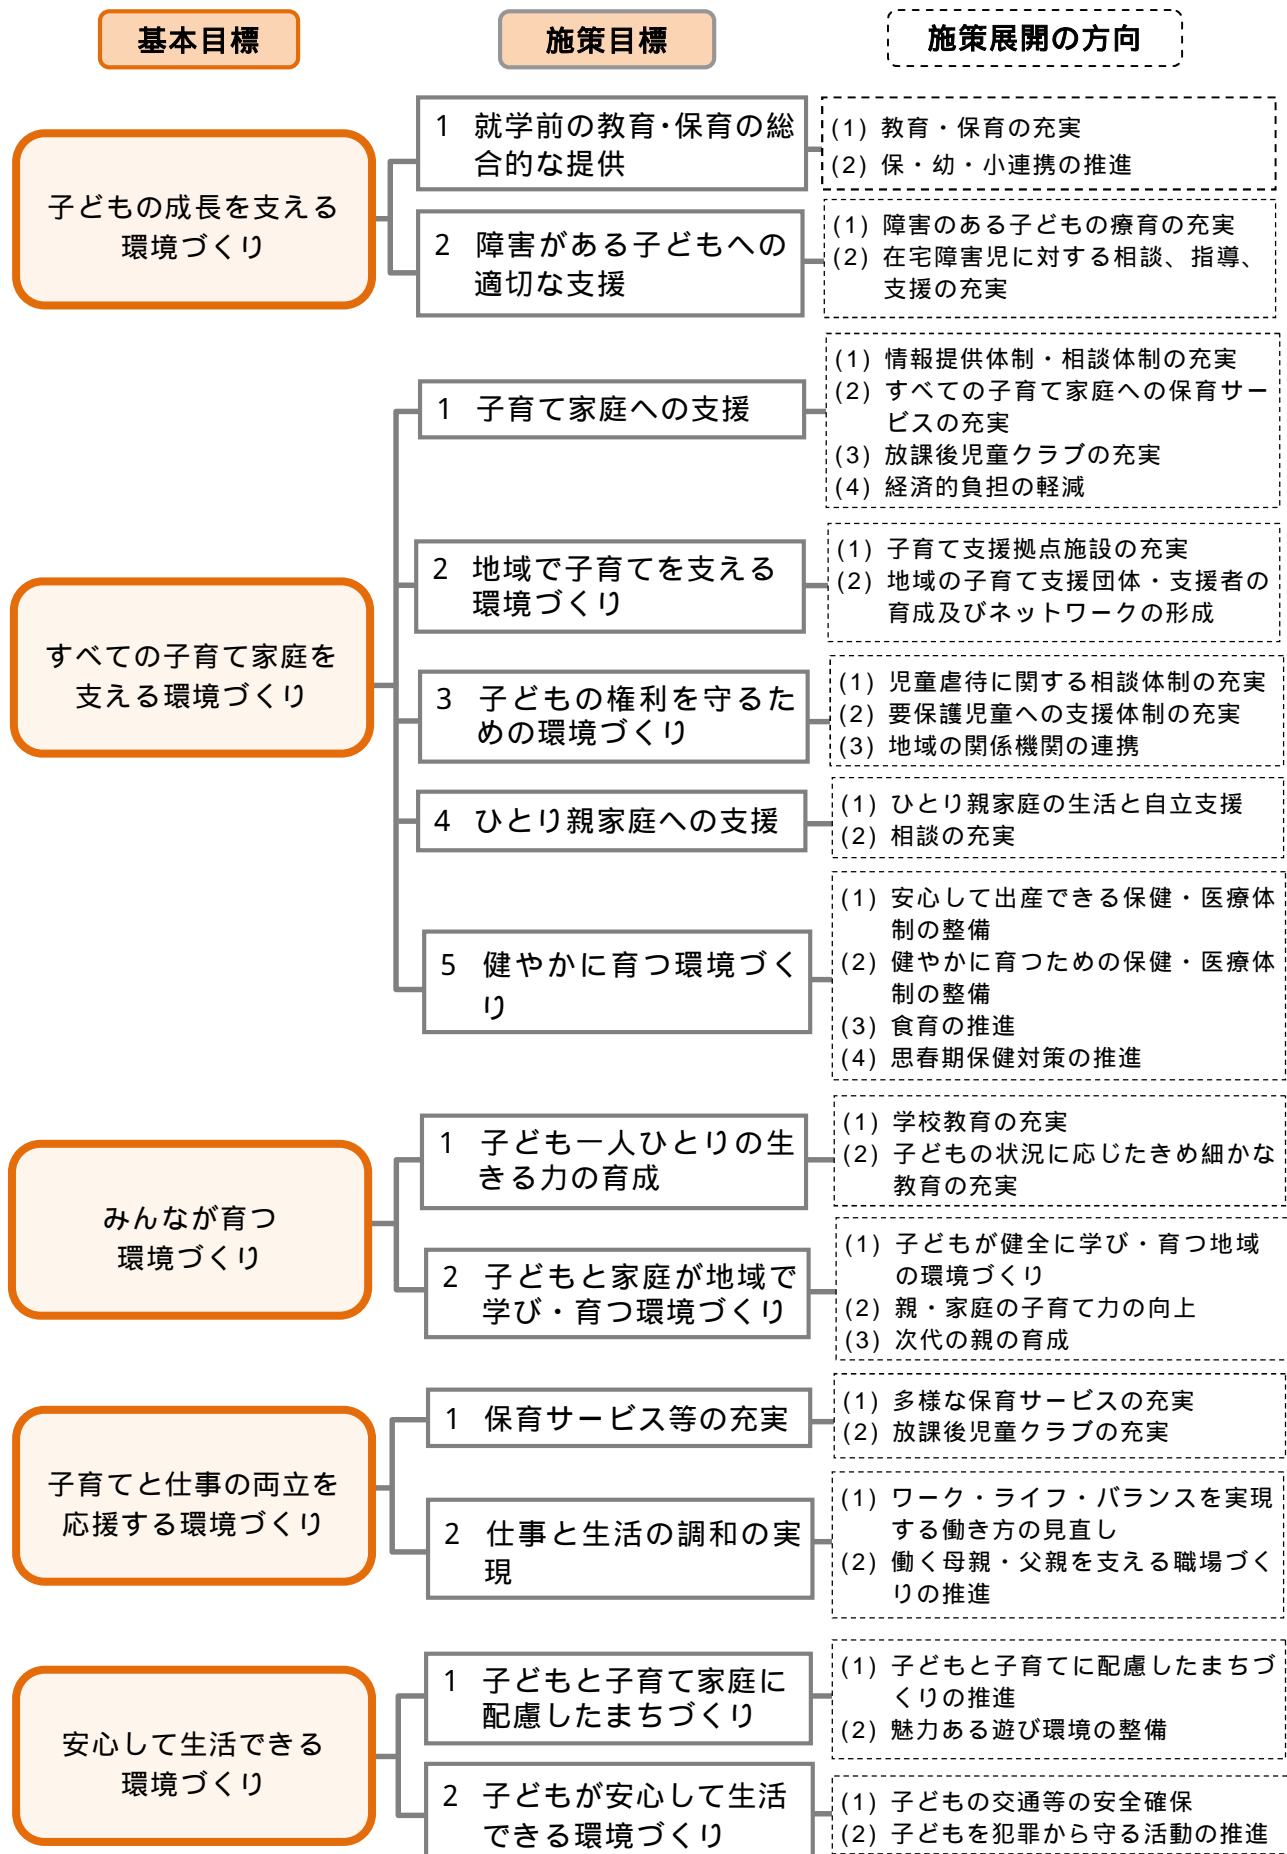 基本目標
施策目標
施策展開の方向
子どもの成長を支える
環境づくり
1 就学前の教育・保育の総
合的な提供
(1) 教育・保育の充実
(2) 保・幼・小連携の推進
2 障害がある子どもへの
適切な支援
(1) 障害のある子どもの療育の充実
(2) 在宅障害児に対する相談、指導、
支援の充実
すべての子育て家庭を
支える環境づくり
1 子育て家庭への支援
(1) 情報提供体制・相談体制の充実
(2) すべての子育て家庭への保育サー
ビスの充実
(3) 放課後児童クラブの充実
(4) 経済的負担の軽減
2 地域で子育てを支える
環境づくり
(1) 子育て支援拠点施設の充実
(2) 地域の子育て支援団体・支援者の
育成及びネットワークの形成
3 子どもの権利を守るた
めの環境づくり
(1) 児童虐待に関する相談体制の充実
(2) 要保護児童への支援体制の充実
(3) 地域の関係機関の連携
4 ひとり親家庭への支援
(1) ひとり親家庭の生活と自立支援
(2) 相談の充実
5 健やかに育つ環境づく
り
(1) 安心して出産できる保健・医療体
制の整備
(2) 健やかに育つための保健・医療体
制の整備
(3) 食育の推進
(4) 思春期保健対策の推進
みんなが育つ
環境づくり
1 子ども一人ひとりの生
きる力の育成
(1) 学校教育の充実
(2) 子どもの状況に応じたきめ細かな
教育の充実
2 子どもと家庭が地域で
学び・育つ環境づくり
(1) 子どもが健全に学び・育つ地域
の環境づくり
(2) 親・家庭の子育て力の向上
(3) 次代の親の育成
子育てと仕事の両立を
応援する環境づくり
1 保育サービス等の充実
(1) 多様な保育サービスの充実
(2) 放課後児童クラブの充実
2 仕事と生活の調和の実
現
(1) ワーク・ライフ・バランスを実現
する働き方の見直し
(2) 働く母親・父親を支える職場づく
りの推進
安心して生活できる
環境づくり
1 子どもと子育て家庭に
配慮したまちづくり
(1) 子どもと子育てに配慮したまちづ
くりの推進
(2) 魅力ある遊び環境の整備
2 子どもが安心して生活
できる環境づくり
(1) 子どもの交通等の安全確保
(2) 子どもを犯罪から守る活動の推進